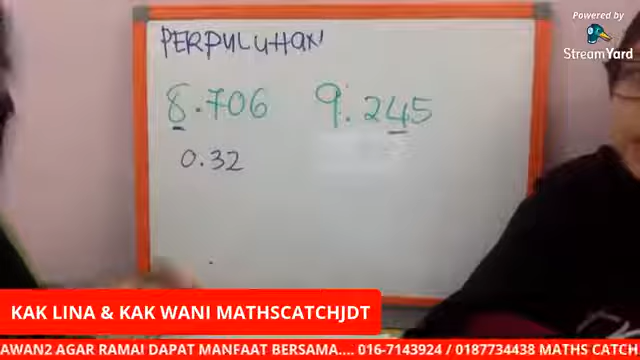 Powered by
StreamYard
PERPULUHAN
8.706 9.245
0.32
KAK LINA & KAK WANI MATHSCATCHJDT
AWAN2 AGAR RAMAI DAPAT MANFAAT BERSAMA.... 016-7143924 / 0187734438 MATHS CATCH